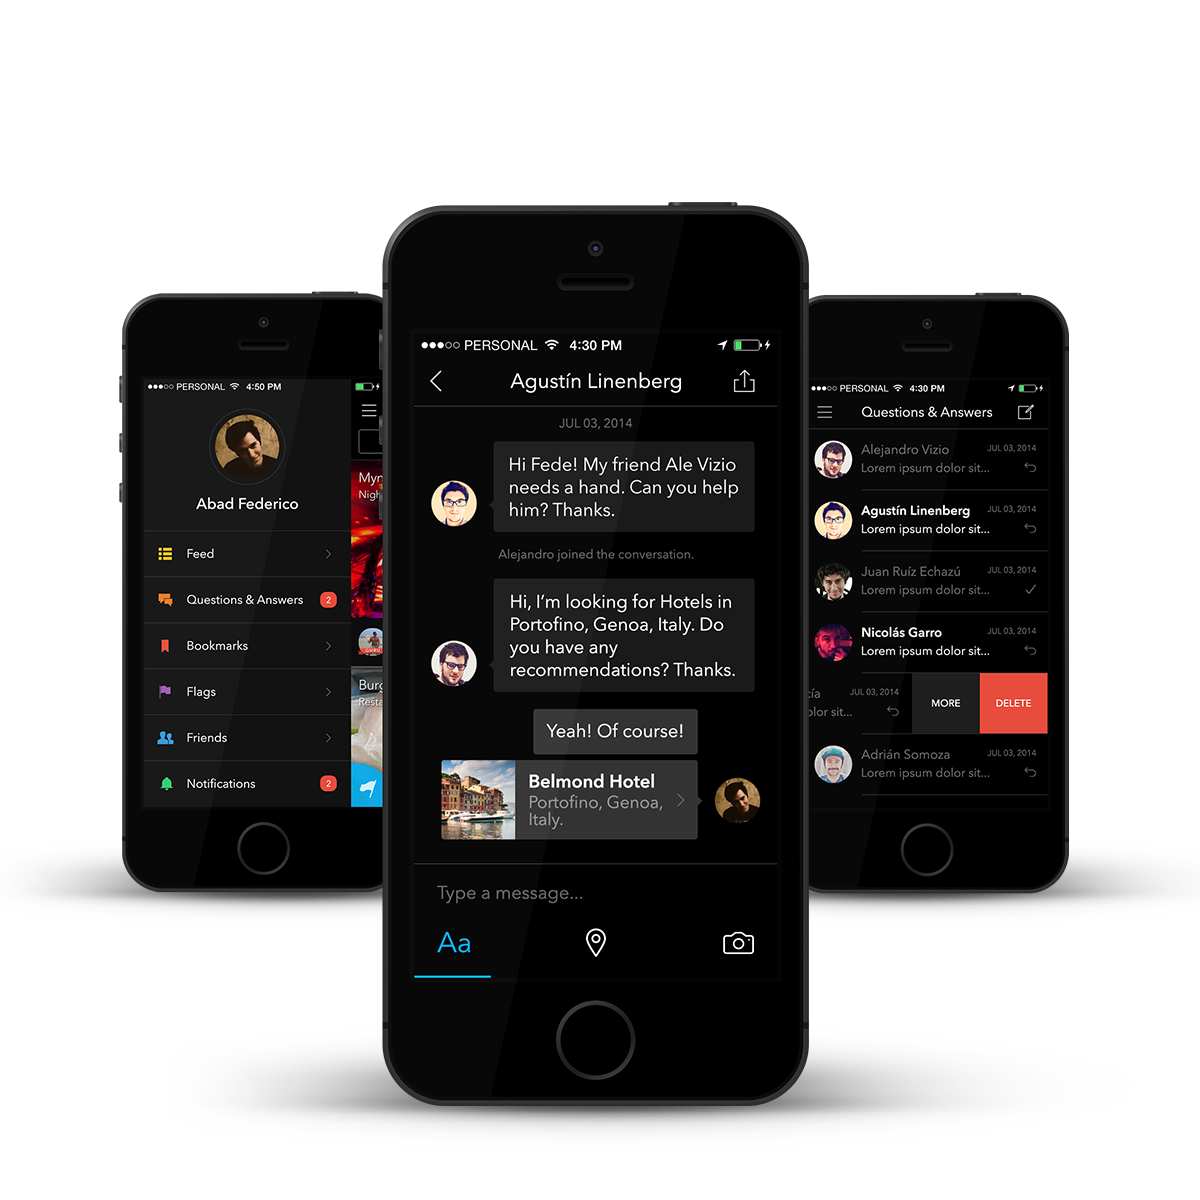 ●●●○○ PERSONAL 4:50 PM
Abad Federico
Feed
Questions & Answers 2
Bookmarks
Flags
Friends
Notifications 2
Myn
Nigh
GURU
Burg
Resta
●●●○○ PERSONAL 4:30 PM
Agustín Linenberg
JUL 03, 2014
Hi Fede! My friend Ale Vizio
needs a hand. Can you help
him? Thanks.
Alejandro joined the conversation.
Hi, I'm looking for Hotels in
Portofino, Genoa, Italy. Do
you have any
recommendations? Thanks.
Yeah! Of course!
Belmond Hotel
Portofino, Genoa,
Italy.
Type a message...
Aa
●●●○○ PERSONAL 4:30 PM
Questions & Answers
Alejandro Vizio JUL 03, 2014
Lorem ipsum dolor sit...
Agustín Linenberg JUL 03, 2014
Lorem ipsum dolor sit...
Juan Ruíz Echazú JUL 03, 2014
Lorem ipsum dolor sit...
Nicolás Garro JUL 03, 2014
Lorem ipsum dolor sit...
cía JUL 03, 2014
olor sit...
MORE DELETE
Adrián Somoza JUL 03, 2014
Lorem ipsum dolor sit...